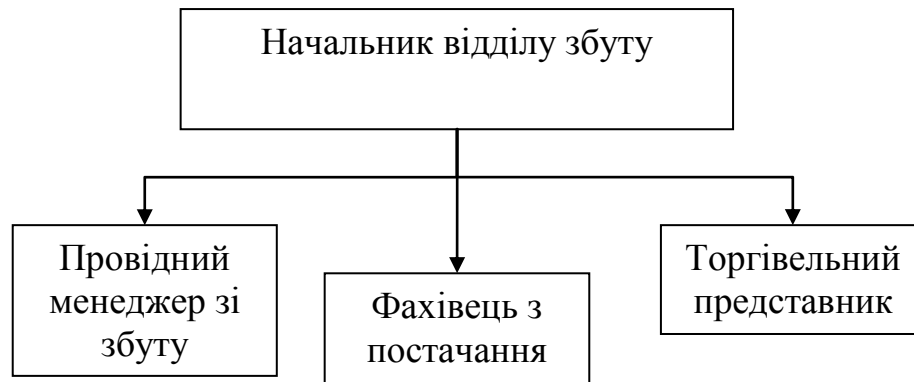 Начальник відділу збуту
Провідний
менеджер зі
збуту
Фахівець з
постачання
Торгівельний
представник